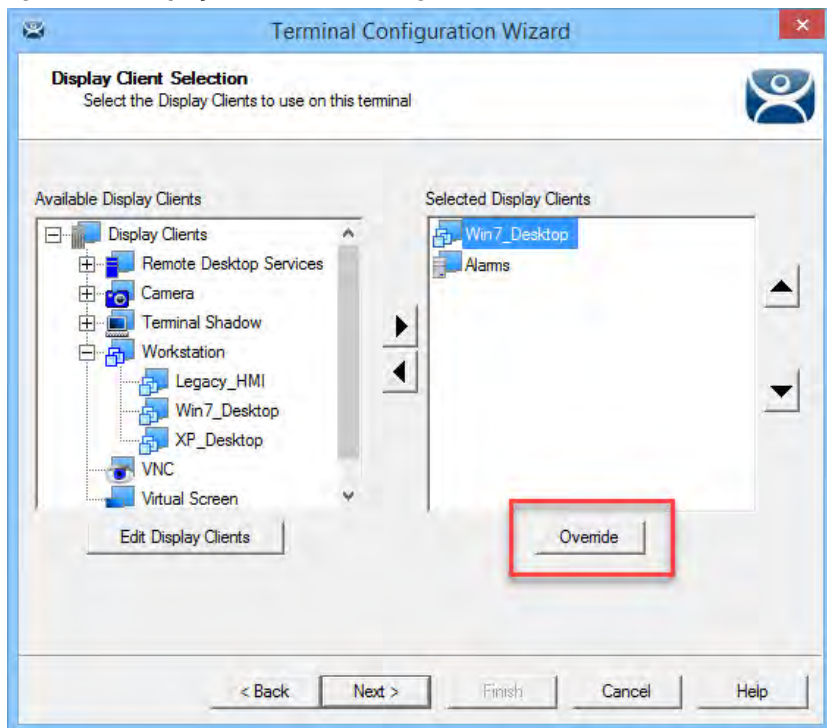 Terminal Configuration Wizard
Display Client Selection
Select the Display Clients to use on this terminal
Available Display Clients
Display Clients
Remote Desktop Services
Camera
Terminal Shadow
Workstation
Legacy_HMI
Win7_Desktop
XP_Desktop
VNC
Virtual Screen
Edit Display Clients
Selected Display Clients
Win7_Desktop
Alarms
Override
< Back Next > Finish Cancel Help